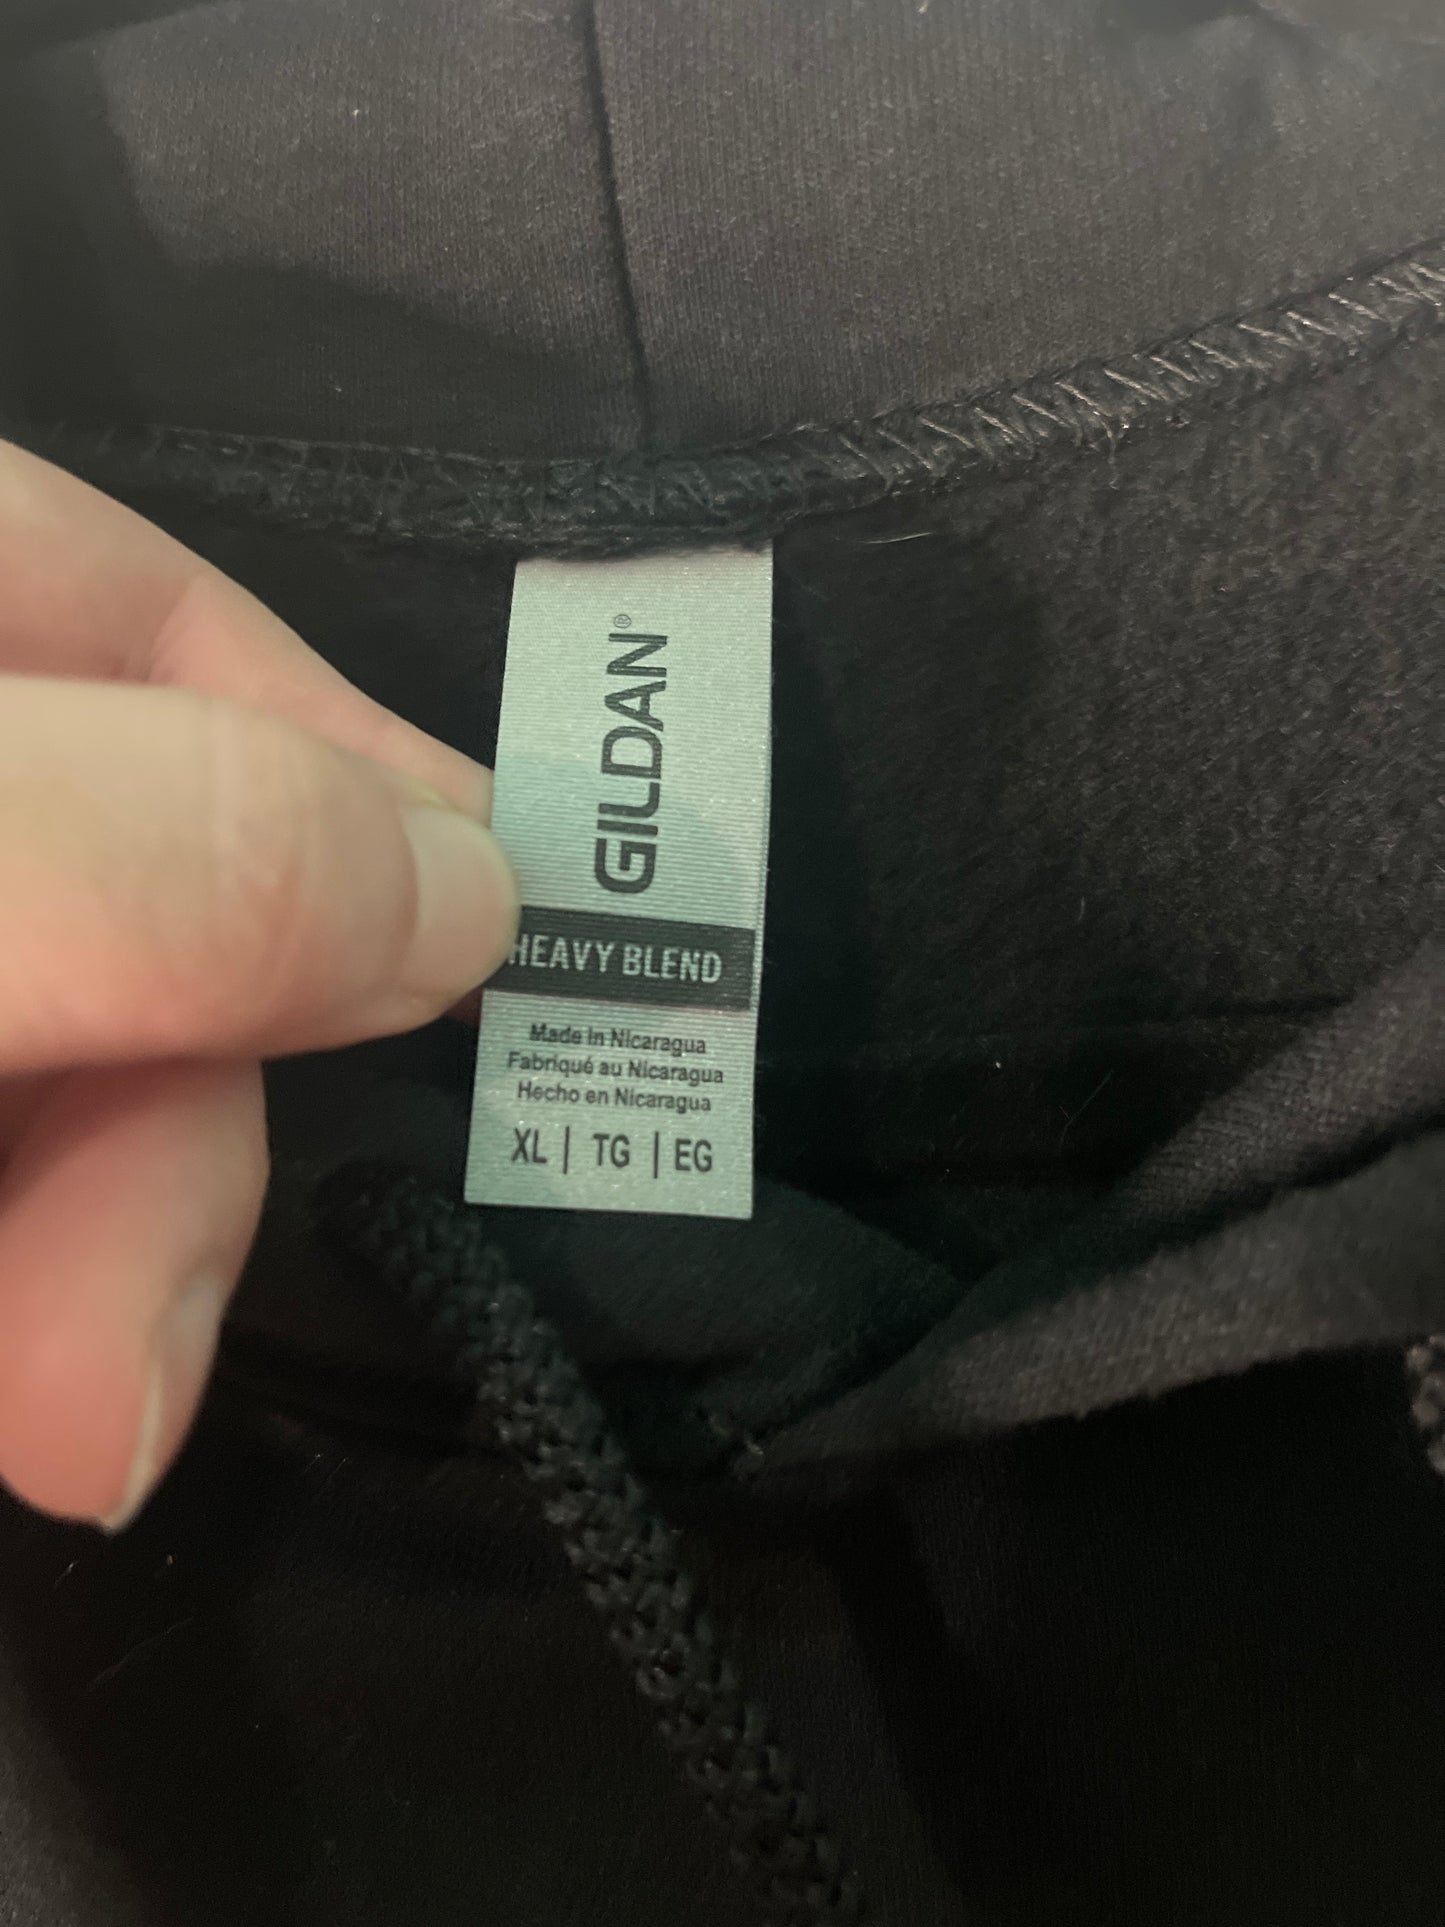 GILDAN®
HEAVY BLEND
Made in Nicaragua
Fabriqué au Nicaragua
Hecho en Nicaragua
XL | TG | EG